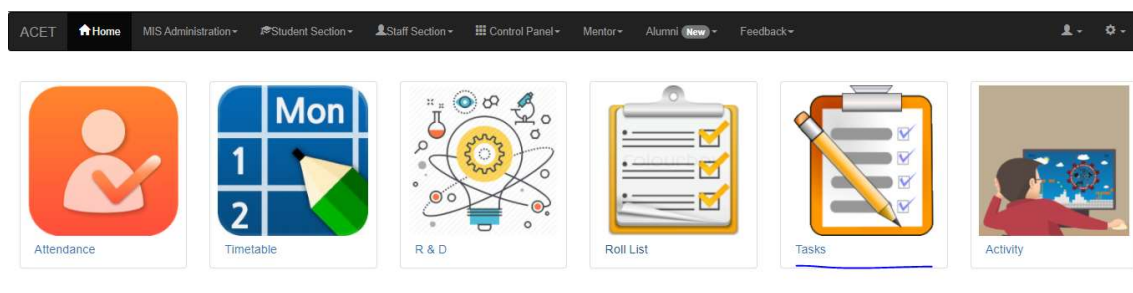 ACET Home MIS Administration Student Section Staff Section Control Panel Mentor Alumni New Feedback
Mon
1
2
Attendance Timetable R & D Roll List Tasks Activity